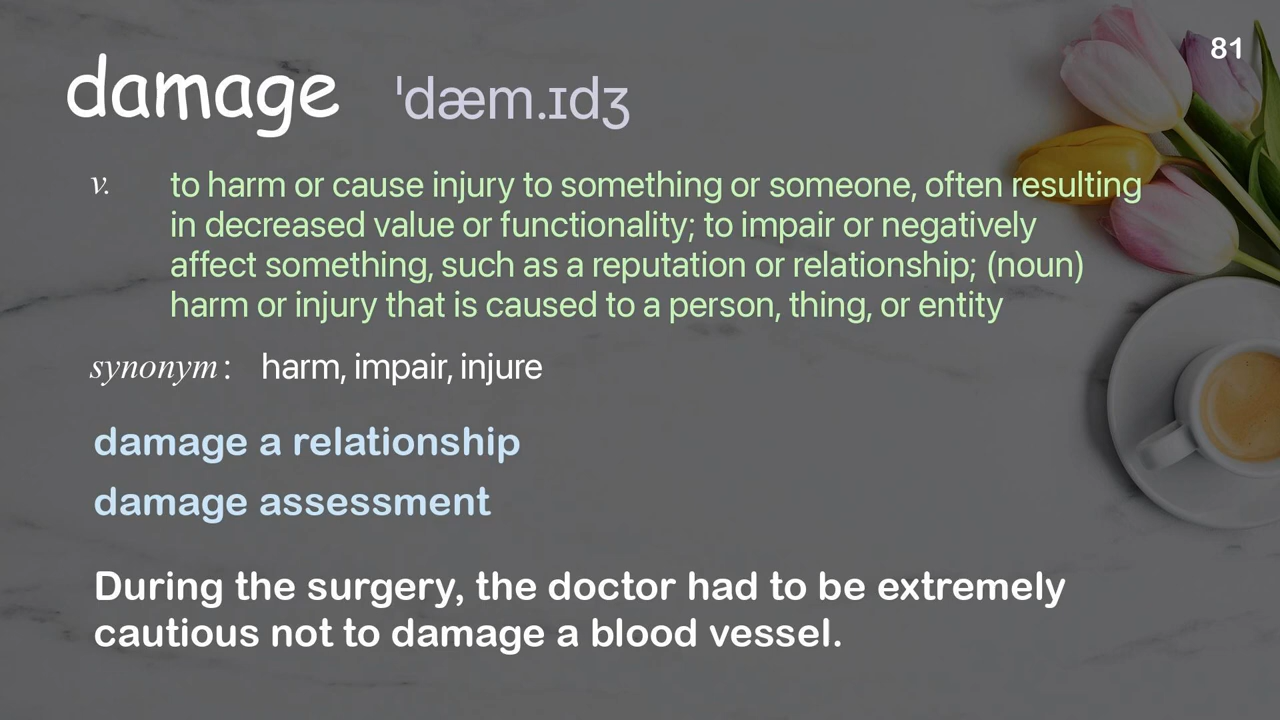 81
damage ˈdæm.ɪdʒ
v. to harm or cause injury to something or someone, often resulting
in decreased value or functionality; to impair or negatively
affect something, such as a reputation or relationship; (noun)
harm or injury that is caused to a person, thing, or entity
synonym: harm, impair, injure
damage a relationship
damage assessment
During the surgery, the doctor had to be extremely
cautious not to damage a blood vessel.